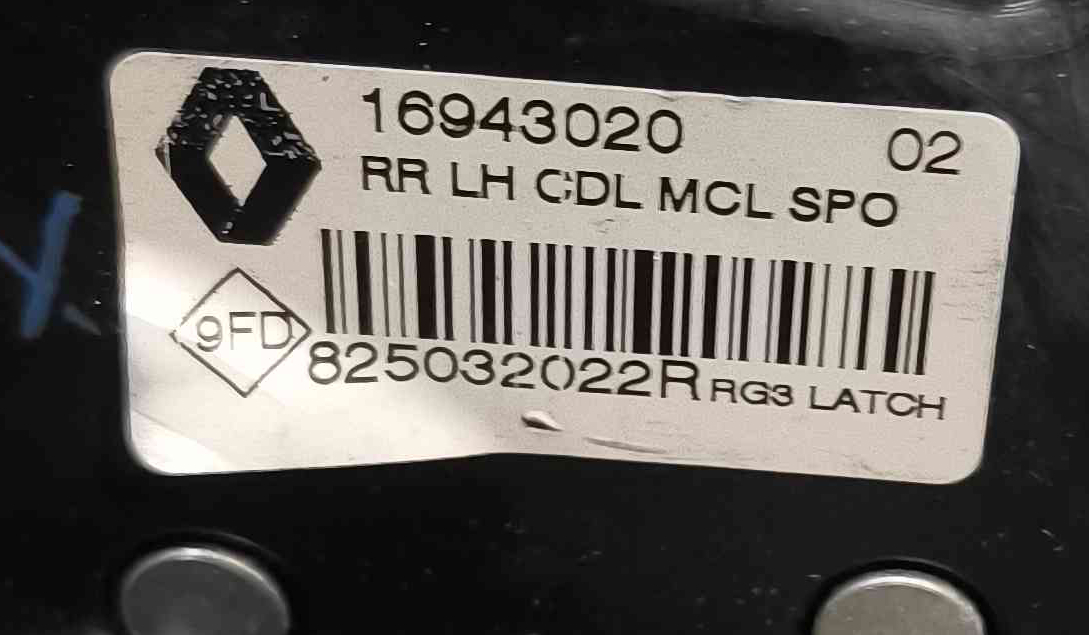 16943020 02
RR LH CDL MCL SPO
9FD
825032022R RG3 LATCH